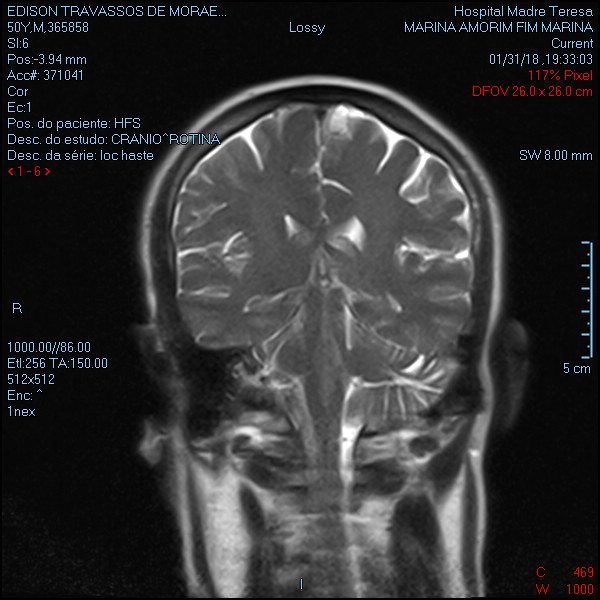 EDISON TRAVASSOS DE MORAE...
50Y,M,365858
Sl:6
Pos:-3.94 mm
Acc#: 371041
Cor
Ec:1
Pos. do paciente: HFS
Desc. do estudo: CRANIO^ROTINA
Desc. da série: loc haste
< 1 - 6 >
Lossy
Hospital Madre Teresa
MARINA AMORIM FIM MARINA
Current
01/31/18 ,19:33:03
117% Pixel
DFOV 26.0 x 26.0 cm
SW 8.00 mm
R
5 cm
1000.00//86.00
Etl:256 TA:150.00
512x512
Enc: ^
1nex
I
C 469
W 1000